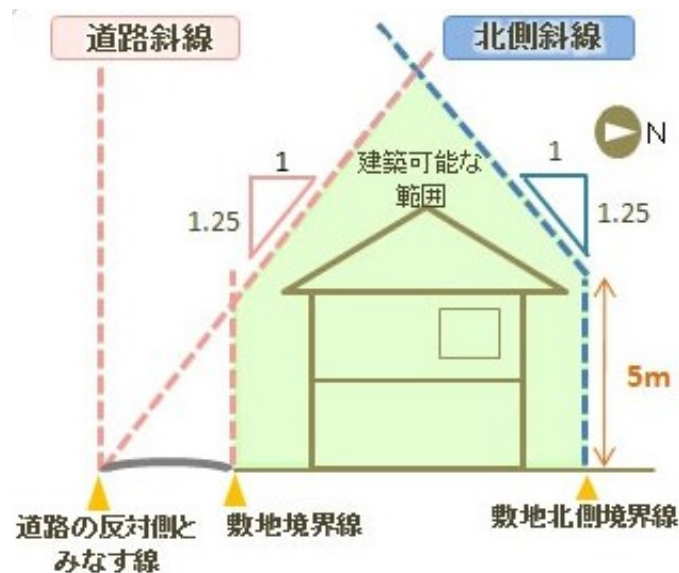 道路斜線
北側斜線
N
1
1.25
建築可能な
範囲
1
1.25
5m
道路の反対側と
みなす線
敷地境界線
敷地北側境界線